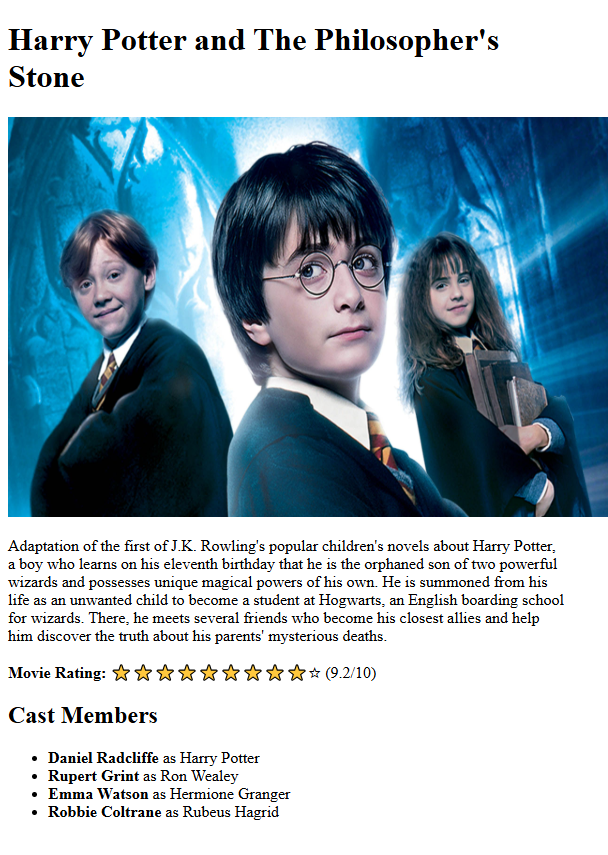 Harry Potter and The Philosopher's
Stone
Adaptation of the first of J.K. Rowling's popular children's novels about Harry Potter,
a boy who learns on his eleventh birthday that he is the orphaned son of two powerful
wizards and possesses unique magical powers of his own. He is summoned from his
life as an unwanted child to become a student at Hogwarts, an English boarding school
for wizards. There, he meets several friends who become his closest allies and help
him discover the truth about his parents' mysterious deaths.
Movie Rating: ⭐⭐⭐⭐⭐⭐⭐⭐⭐☆ (9.2/10)
Cast Members
• Daniel Radcliffe as Harry Potter
• Rupert Grint as Ron Wealey
• Emma Watson as Hermione Granger
• Robbie Coltrane as Rubeus Hagrid